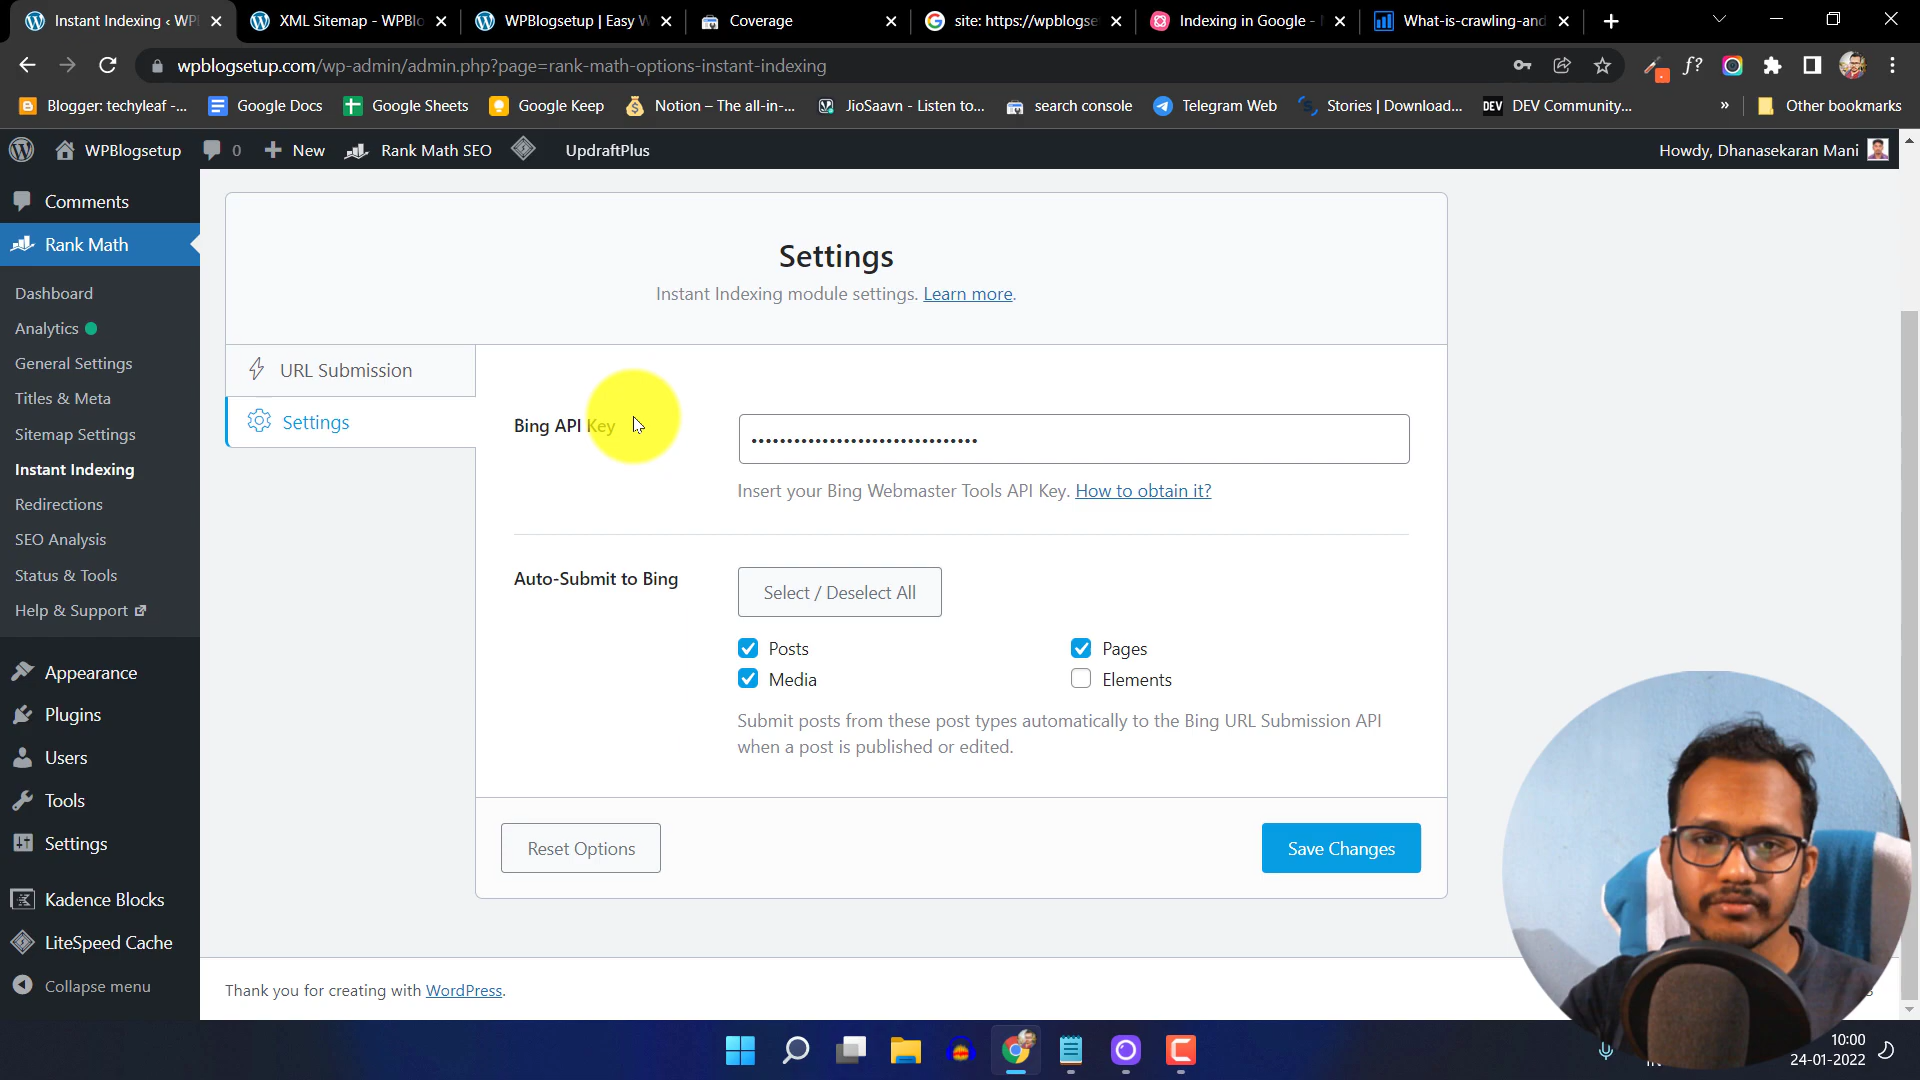 Instant Indexing ‹ WP
XML Sitemap - WPBlo
WPBlogsetup | Easy W
Coverage
site: https://wpblogse
Indexing in Google -
What-is-crawling-and
wpblogsetup.com/wp-admin/admin.php?page=rank-math-options-instant-indexing
f?
Blogger: techyleaf -...
Google Docs
Google Sheets
Google Keep
Notion – The all-in-...
JioSaavn - Listen to...
search console
Telegram Web
Stories | Download...
DEV
DEV Community...
»
Other bookmarks
WPBlogsetup
0
New
Rank Math SEO
UpdraftPlus
Howdy, Dhanasekaran Mani
Comments
Rank Math
Dashboard
Analytics
General Settings
Titles & Meta
Sitemap Settings
Instant Indexing
Redirections
SEO Analysis
Status & Tools
Help & Support
Appearance
Plugins
Users
Tools
Settings
Kadence Blocks
LiteSpeed Cache
Collapse menu
Settings
Instant Indexing module settings. Learn more.
URL Submission
Settings
Bing API Key
Insert your Bing Webmaster Tools API Key. How to obtain it?
Auto-Submit to Bing
Select / Deselect All
Posts
Pages
Media
Elements
Submit posts from these post types automatically to the Bing URL Submission API
when a post is published or edited.
Reset Options
Save Changes
Thank you for creating with WordPress.
10:00
24-01-2022